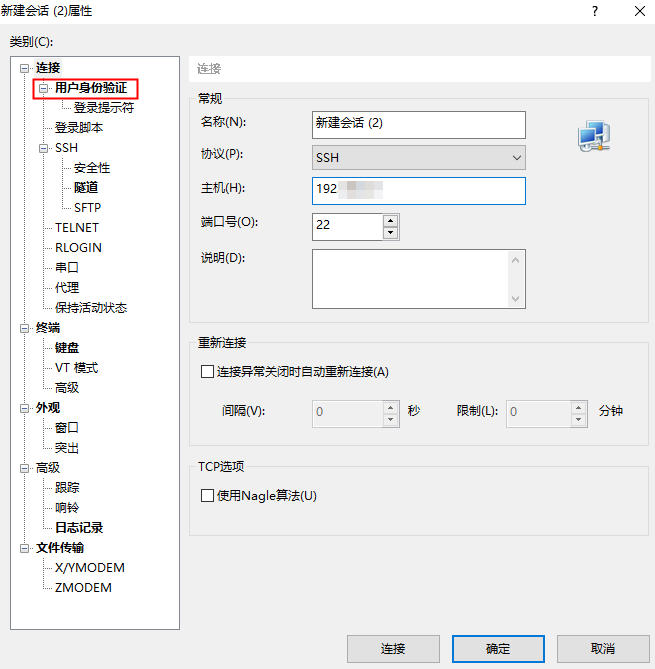 新建会话 (2)属性
?
类别(C):
连接
用户身份验证
登录提示符
登录脚本
SSH
安全性
隧道
SFTP
TELNET
RLOGIN
串口
代理
保持活动状态
终端
键盘
VT 模式
高级
外观
窗口
突出
高级
跟踪
响铃
日志记录
文件传输
X/YMODEM
ZMODEM
连接
常规
名称(N): 新建会话 (2)
协议(P): SSH
主机(H): 192
端口号(O): 22
说明(D):
重新连接
连接异常关闭时自动重新连接(A)
间隔(V): 0 秒 限制(L): 0 分钟
TCP选项
使用Nagle算法(U)
连接 确定 取消